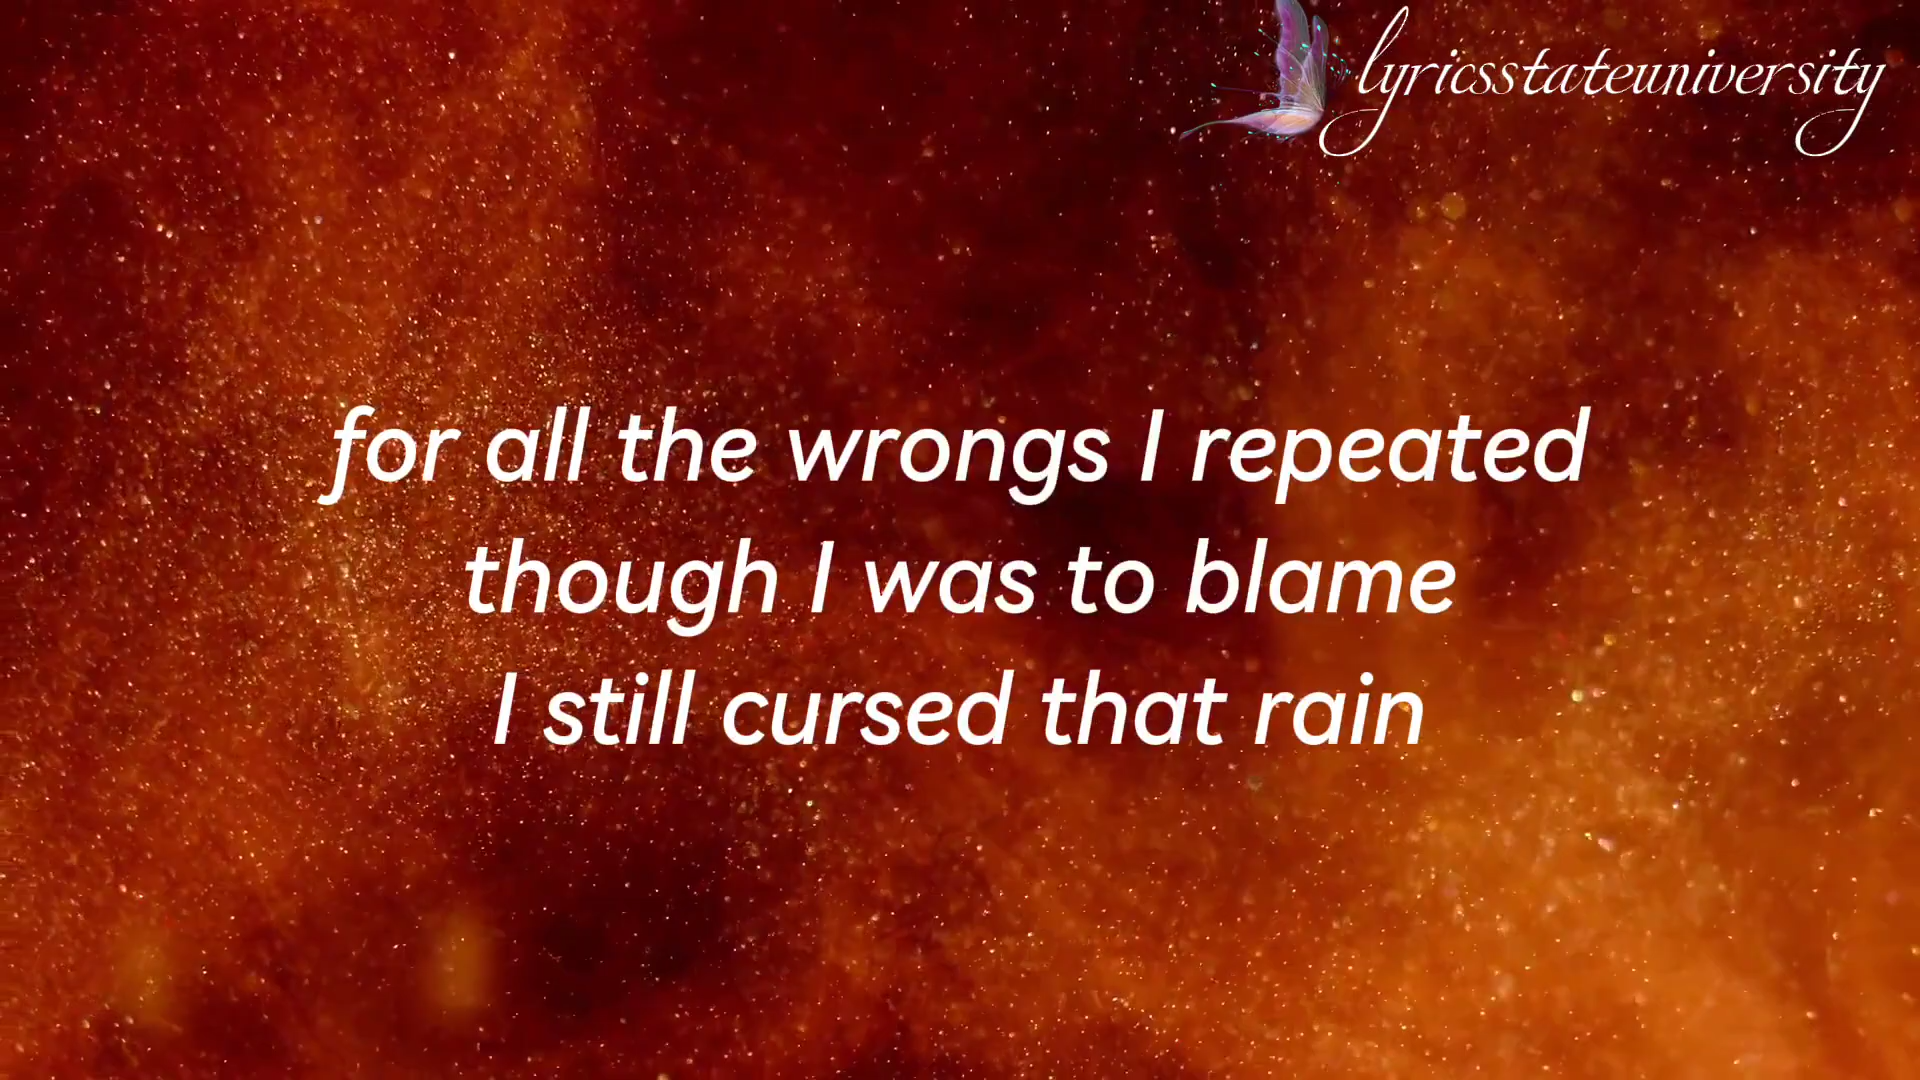 lyricsstateuniversity
for all the wrongs I repeated
though I was to blame
I still cursed that rain